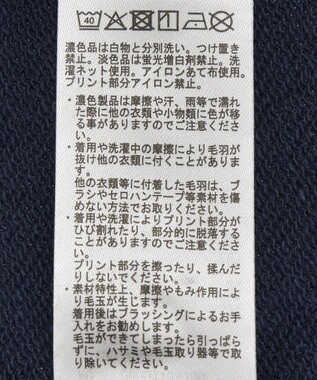 40
濃色品は白物と分別洗い。つけ置き
禁止。淡色品は蛍光増白剤禁止。洗
濯ネット使用。アイロンあて布使用。
プリント部分アイロン禁止。
・濃色製品は摩擦や汗、雨等で濡れ
た際に他の衣類や小物類に色が移
る事がありますのでご注意くださ
い。
・着用や洗濯中の摩擦により毛羽が
抜け他の衣類に付くことがありま
す。
他の衣類等に付着した毛羽は、ブ
ラシやセロハンテープ等素材を傷
めない方法でお取りください。
・着用や洗濯によりプリント部分が
ひび割れたり、部分的に脱落する
ことがありますのでご注意くださ
い。
プリント部分を擦ったり、揉んだ
りしないでください。
・素材特性上、摩擦やもみ作用によ
り毛玉が生じます。
着用後はブラッシングによるお手
入れをお勧めします。
毛玉ができてしまったら引っぱら
ずに、ハサミや毛玉取り器等で取
り除いてください。